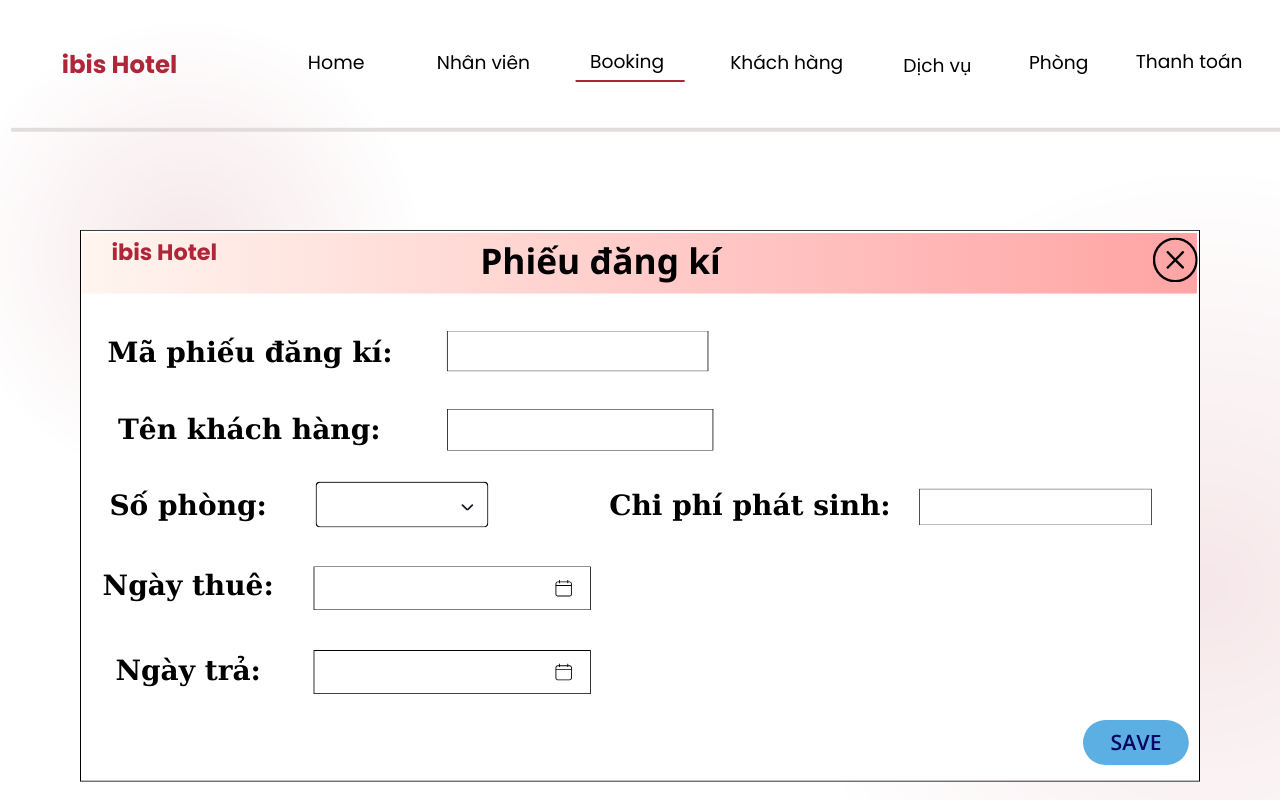 ibis Hotel Home Nhân viên Booking Khách hàng Dịch vụ Phòng Thanh toán
ibis Hotel Phiếu đăng kí
Mã phiếu đăng kí:
Tên khách hàng:
Số phòng: Chi phí phát sinh:
Ngày thuê:
Ngày trả:
SAVE